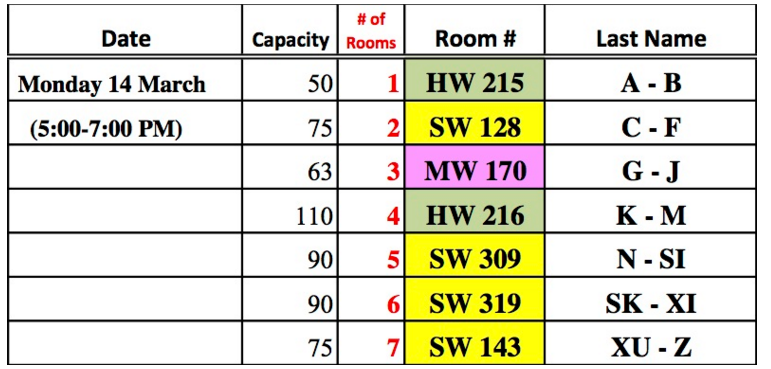 Date Capacity # of Rooms Room # Last Name
Monday 14 March 50 1 HW 215 A - B
(5:00-7:00 PM) 75 2 SW 128 C - F
63 3 MW 170 G - J
110 4 HW 216 K - M
90 5 SW 309 N - SI
90 6 SW 319 SK - XI
75 7 SW 143 XU - Z